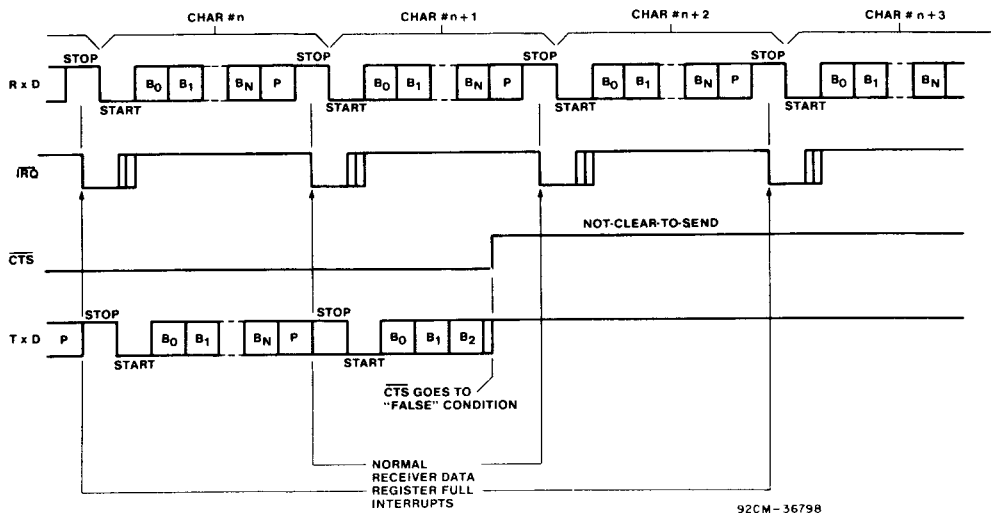 CHAR #n CHAR #n+1 CHAR #n+2 CHAR #n+3
STOP STOP STOP STOP
R x D B0 B1 BN P B0 B1 BN P B0 B1 BN P B0 B1 BN
START START START START
IRQ
NOT-CLEAR-TO-SEND
CTS
STOP STOP
T x D P B0 B1 BN P B0 B1 B2
START START
CTS GOES TO
"FALSE" CONDITION
NORMAL
RECEIVER DATA
REGISTER FULL
INTERRUPTS
92CM-36798